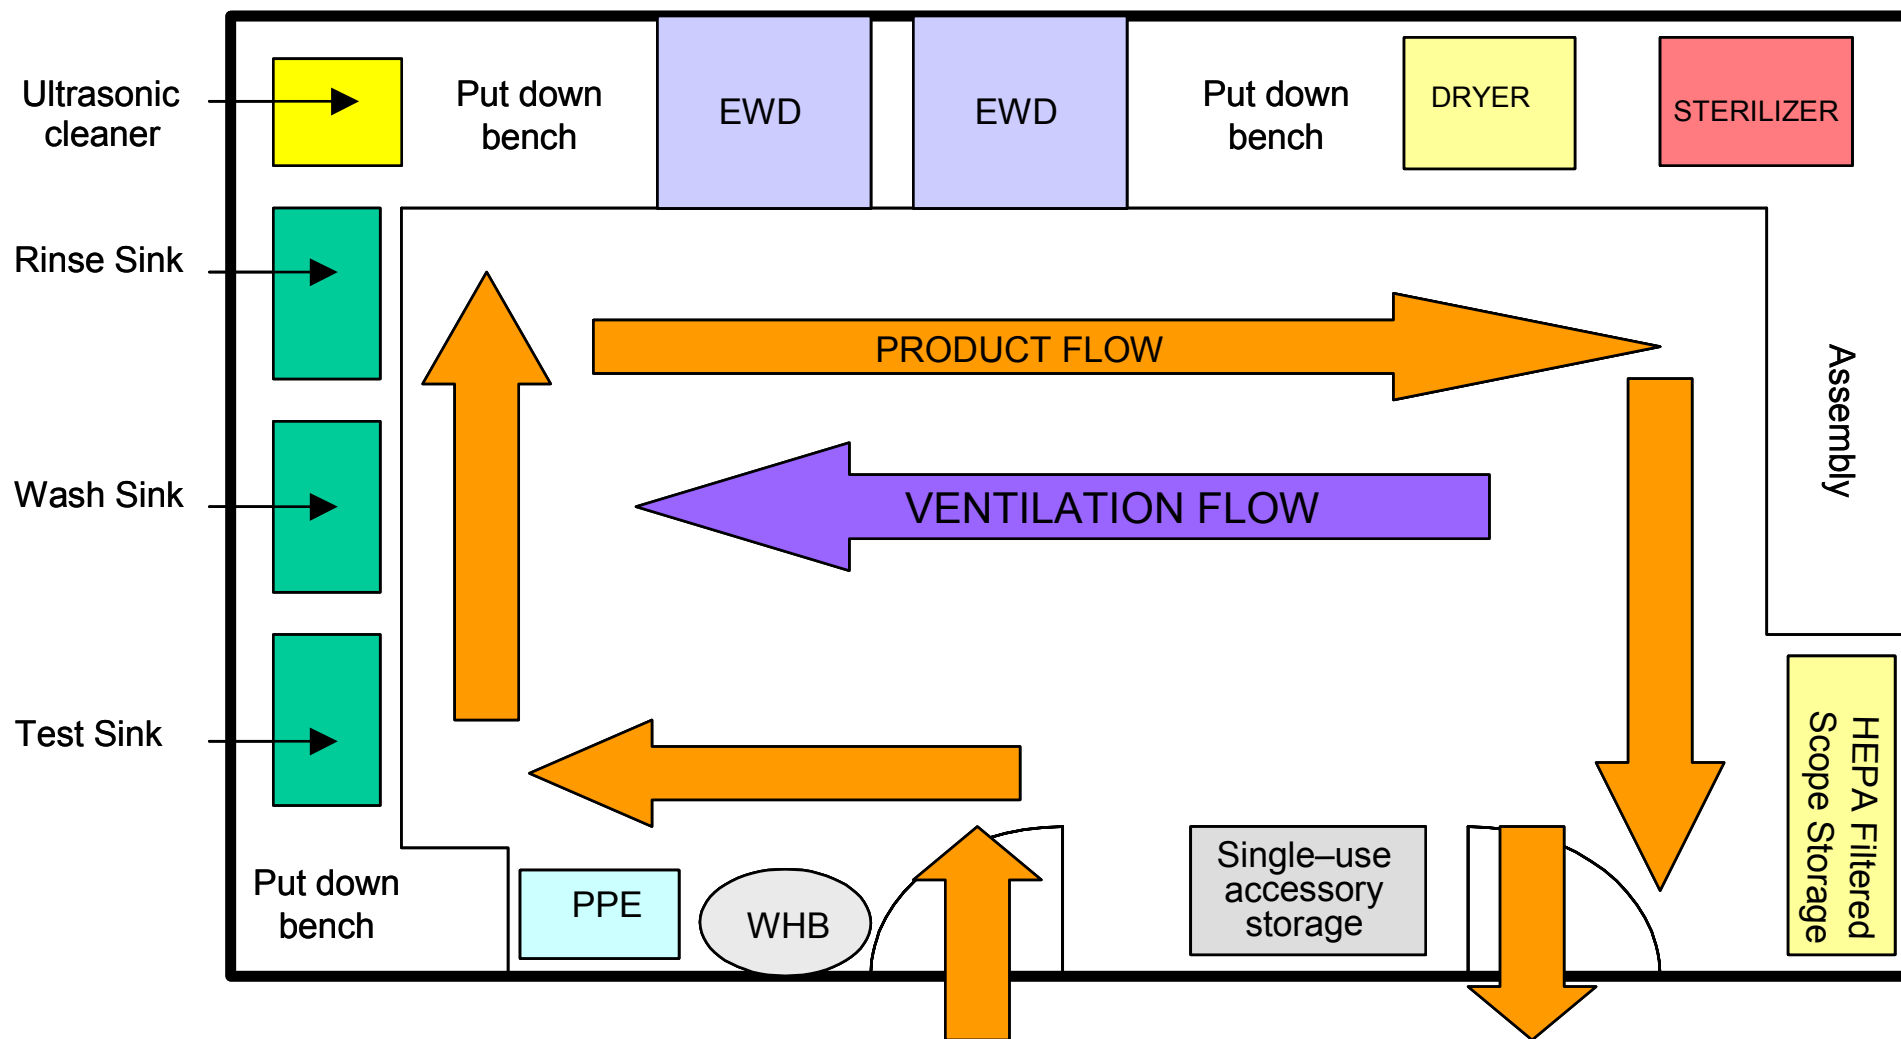 Ultrasonic
cleaner
Put down
bench
EWD
EWD
Put down
bench
DRYER
STERILIZER
Rinse Sink
PRODUCT FLOW
Assembly
Wash Sink
VENTILATION FLOW
Test Sink
HEPA Filtered
Scope Storage
Single–use
accessory
storage
Put down
bench
PPE
WHB